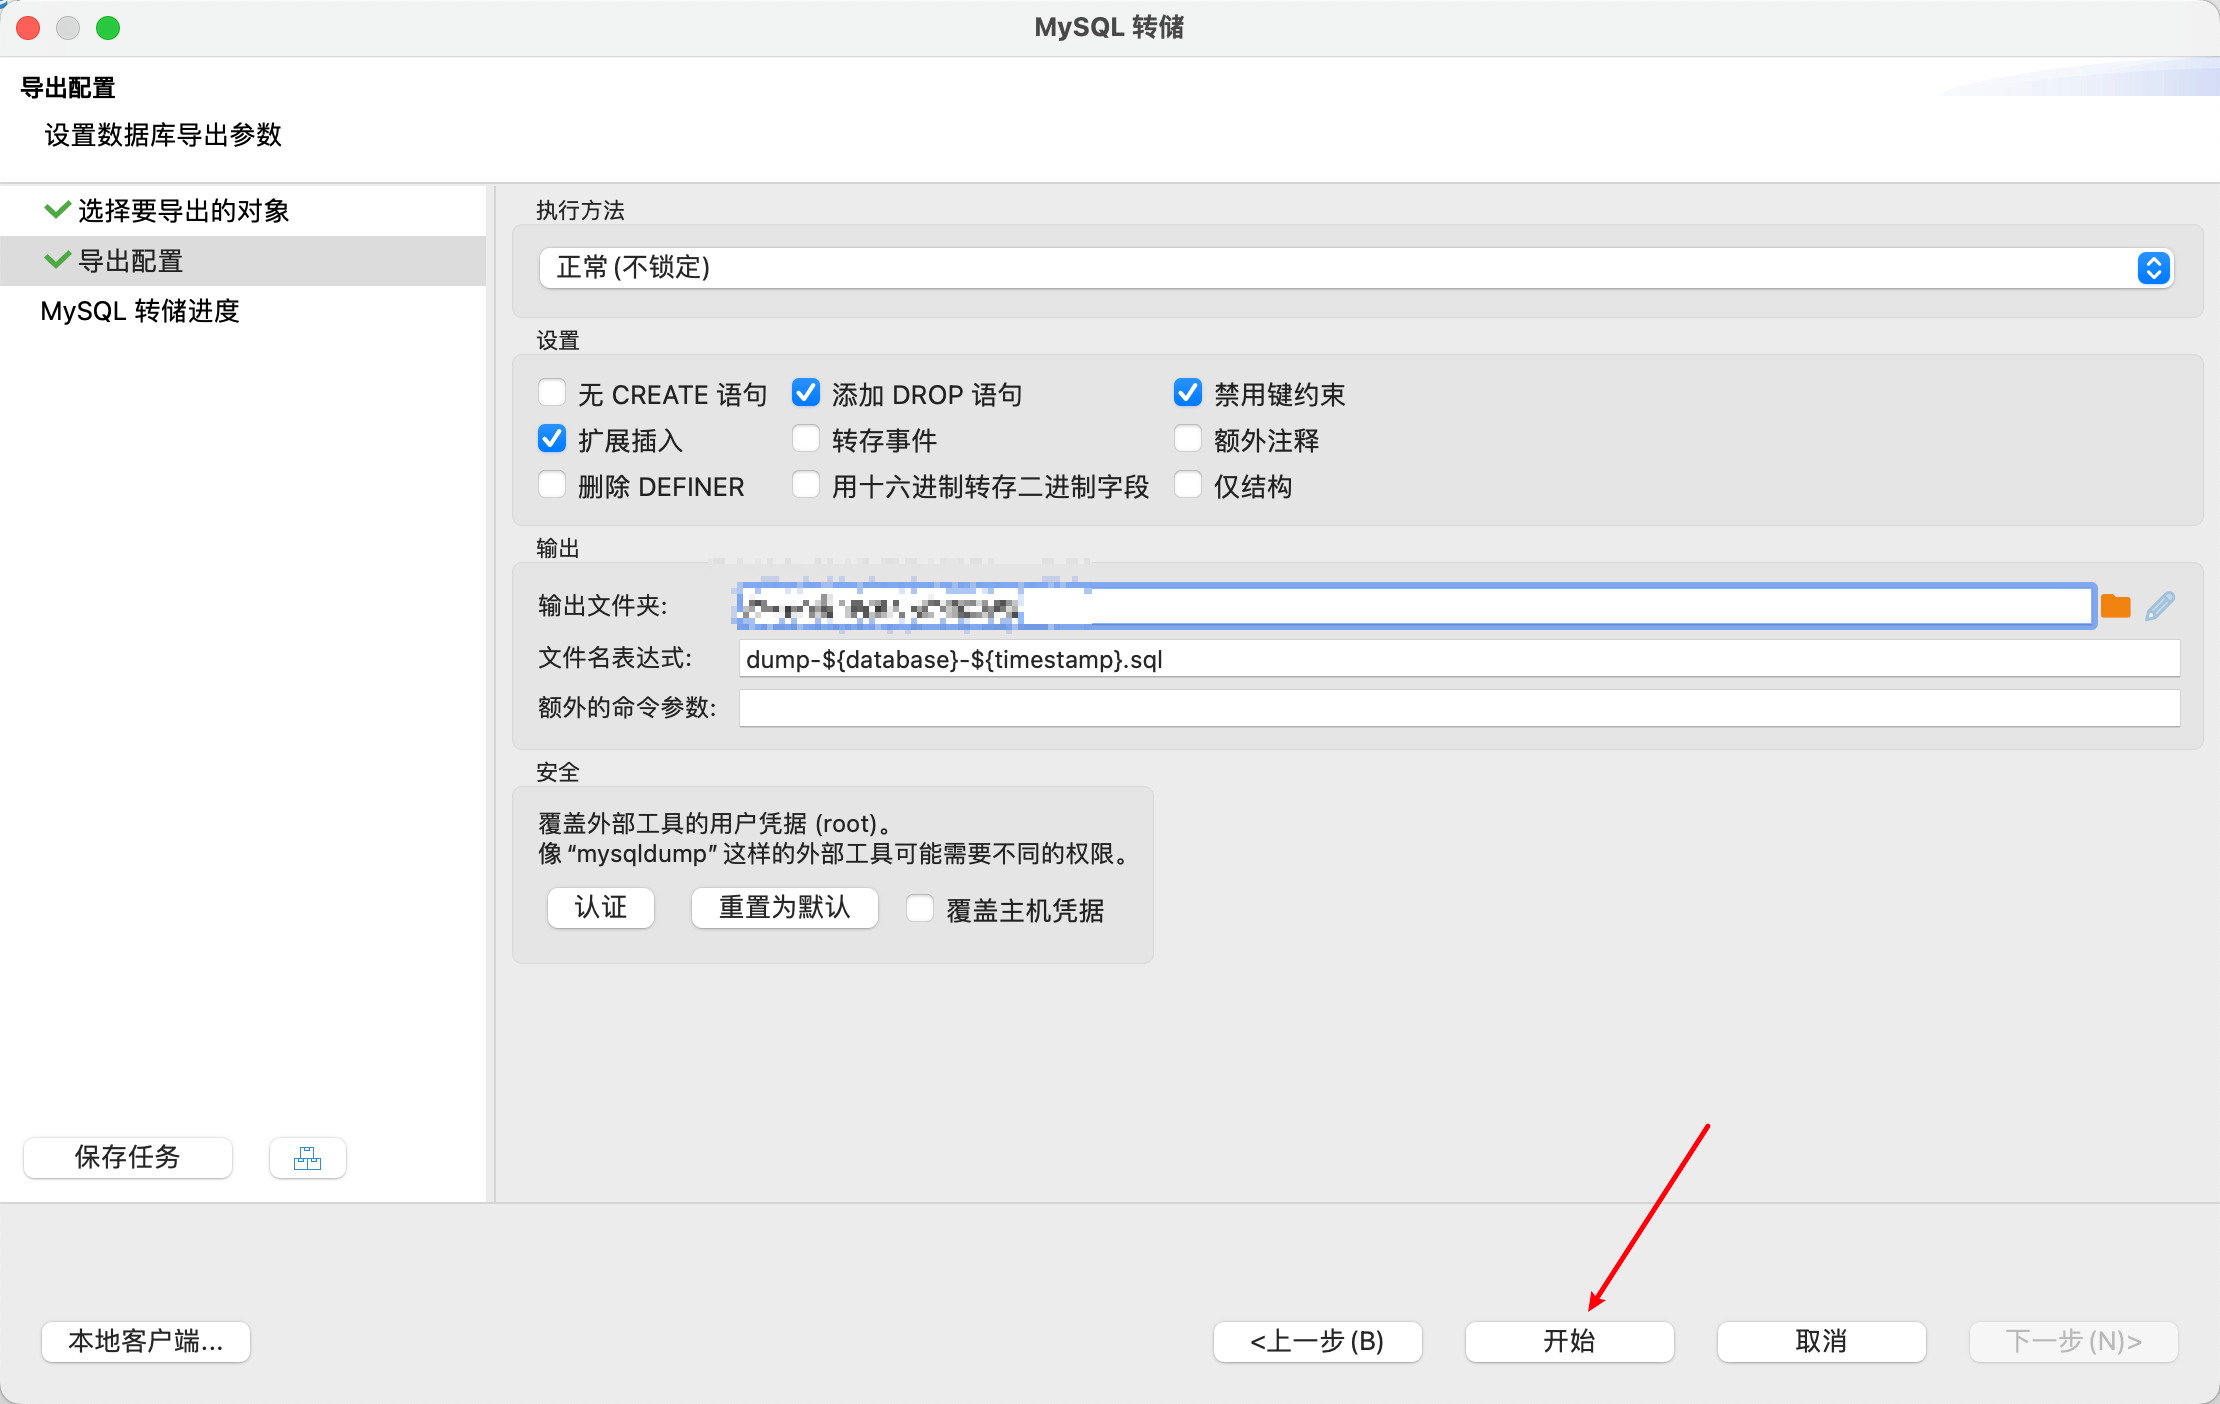 MySQL 转储
导出配置
设置数据库导出参数
选择要导出的对象
导出配置
MySQL 转储进度
执行方法
正常 (不锁定)
设置
无 CREATE 语句
添加 DROP 语句
禁用键约束
扩展插入
转存事件
额外注释
删除 DEFINER
用十六进制转存二进制字段
仅结构
输出
输出文件夹:
文件名表达式:
dump-${database}-${timestamp}.sql
额外的命令参数:
安全
覆盖外部工具的用户凭据 (root)。
像 “mysqldump” 这样的外部工具可能需要不同的权限。
认证
重置为默认
覆盖主机凭据
保存任务
本地客户端...
<上一步 (B)
开始
取消
下一步 (N)>